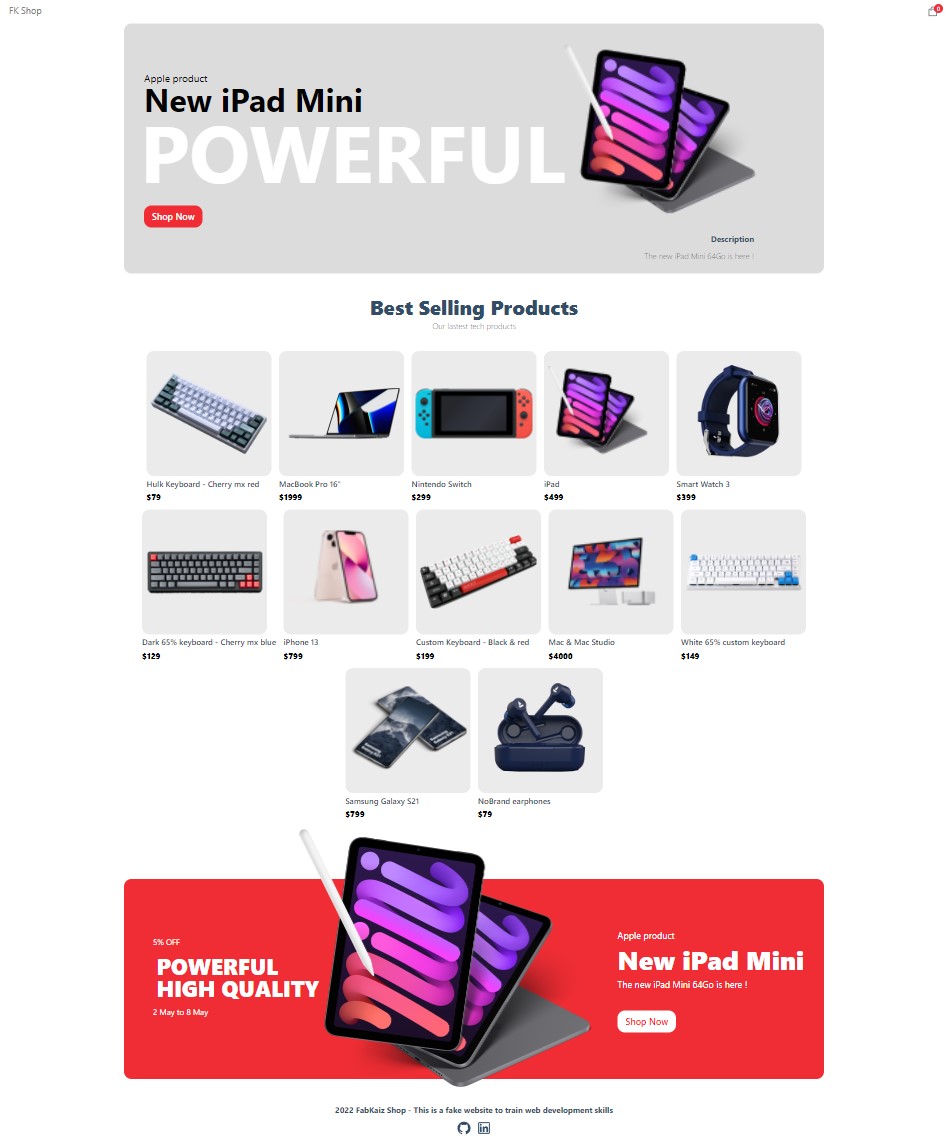 FK Shop
0
Apple product
New iPad Mini
POWERFUL
Shop Now
Description
The new iPad Mini 64Go is here !
Best Selling Products
Our lastest tech products
Hulk Keyboard - Cherry mx red
$79
MacBook Pro 16"
$1999
Nintendo Switch
$299
iPad
$499
Smart Watch 3
$399
Dark 65% keyboard - Cherry mx blue
$129
iPhone 13
$799
Custom Keyboard - Black & red
$199
Mac & Mac Studio
$4000
White 65% custom keyboard
$149
Samsung Galaxy S21
$799
NoBrand earphones
$79
5% OFF
POWERFUL
HIGH QUALITY
2 May to 8 May
Apple product
New iPad Mini
The new iPad Mini 64Go is here !
Shop Now
2022 FabKaiz Shop - This is a fake website to train web development skills